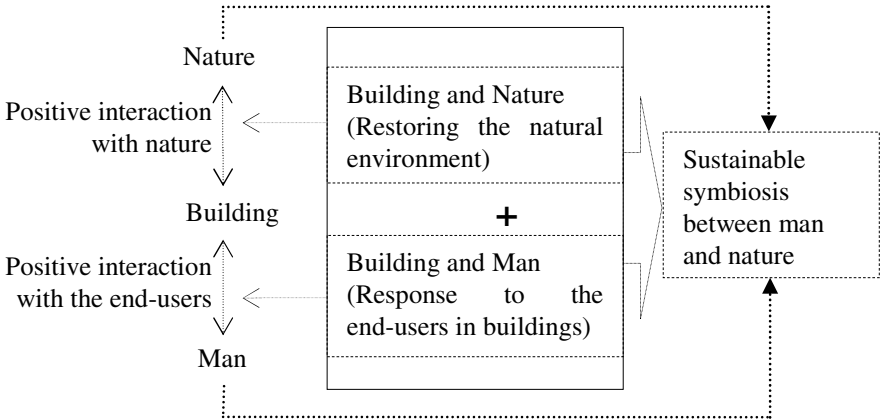 Nature
Positive interaction
with nature
Building
Positive interaction
with the end-users
Man
Building and Nature
(Restoring the natural
environment)
+
Building and Man
(Response to the
end-users in buildings)
Sustainable
symbiosis
between man
and nature